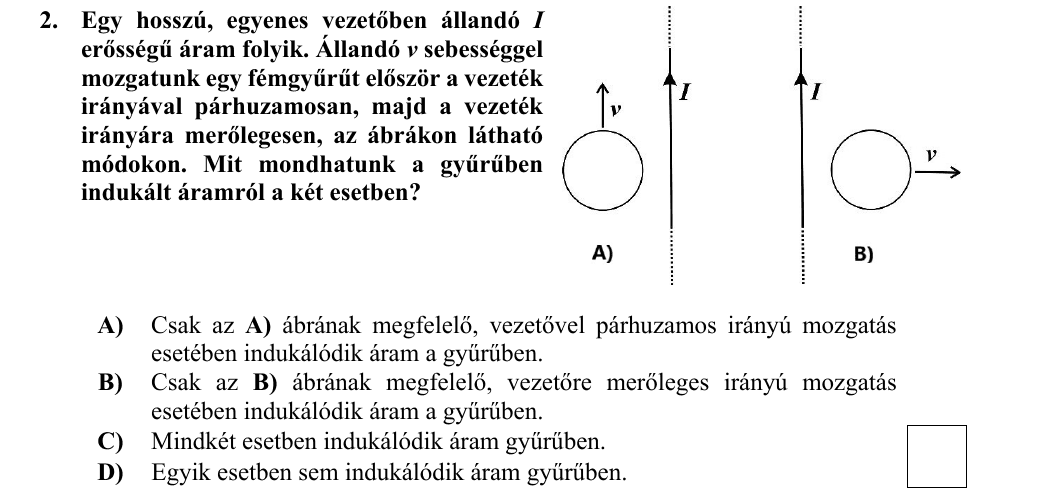 2. Egy hosszú, egyenes vezetőben állandó I
erősségű áram folyik. Állandó v sebességgel
mozgatunk egy fémgyűrűt először a vezeték
irányával párhuzamosan, majd a vezeték
irányára merőlegesen, az ábrákon látható
módokon. Mit mondhatunk a gyűrűben
indukált áramról a két esetben?
v
I
A)
I
v
B)
A) Csak az A) ábrának megfelelő, vezetővel párhuzamos irányú mozgatás
esetében indukálódik áram a gyűrűben.
B) Csak az B) ábrának megfelelő, vezetőre merőleges irányú mozgatás
esetében indukálódik áram a gyűrűben.
C) Mindkét esetben indukálódik áram gyűrűben.
D) Egyik esetben sem indukálódik áram gyűrűben.